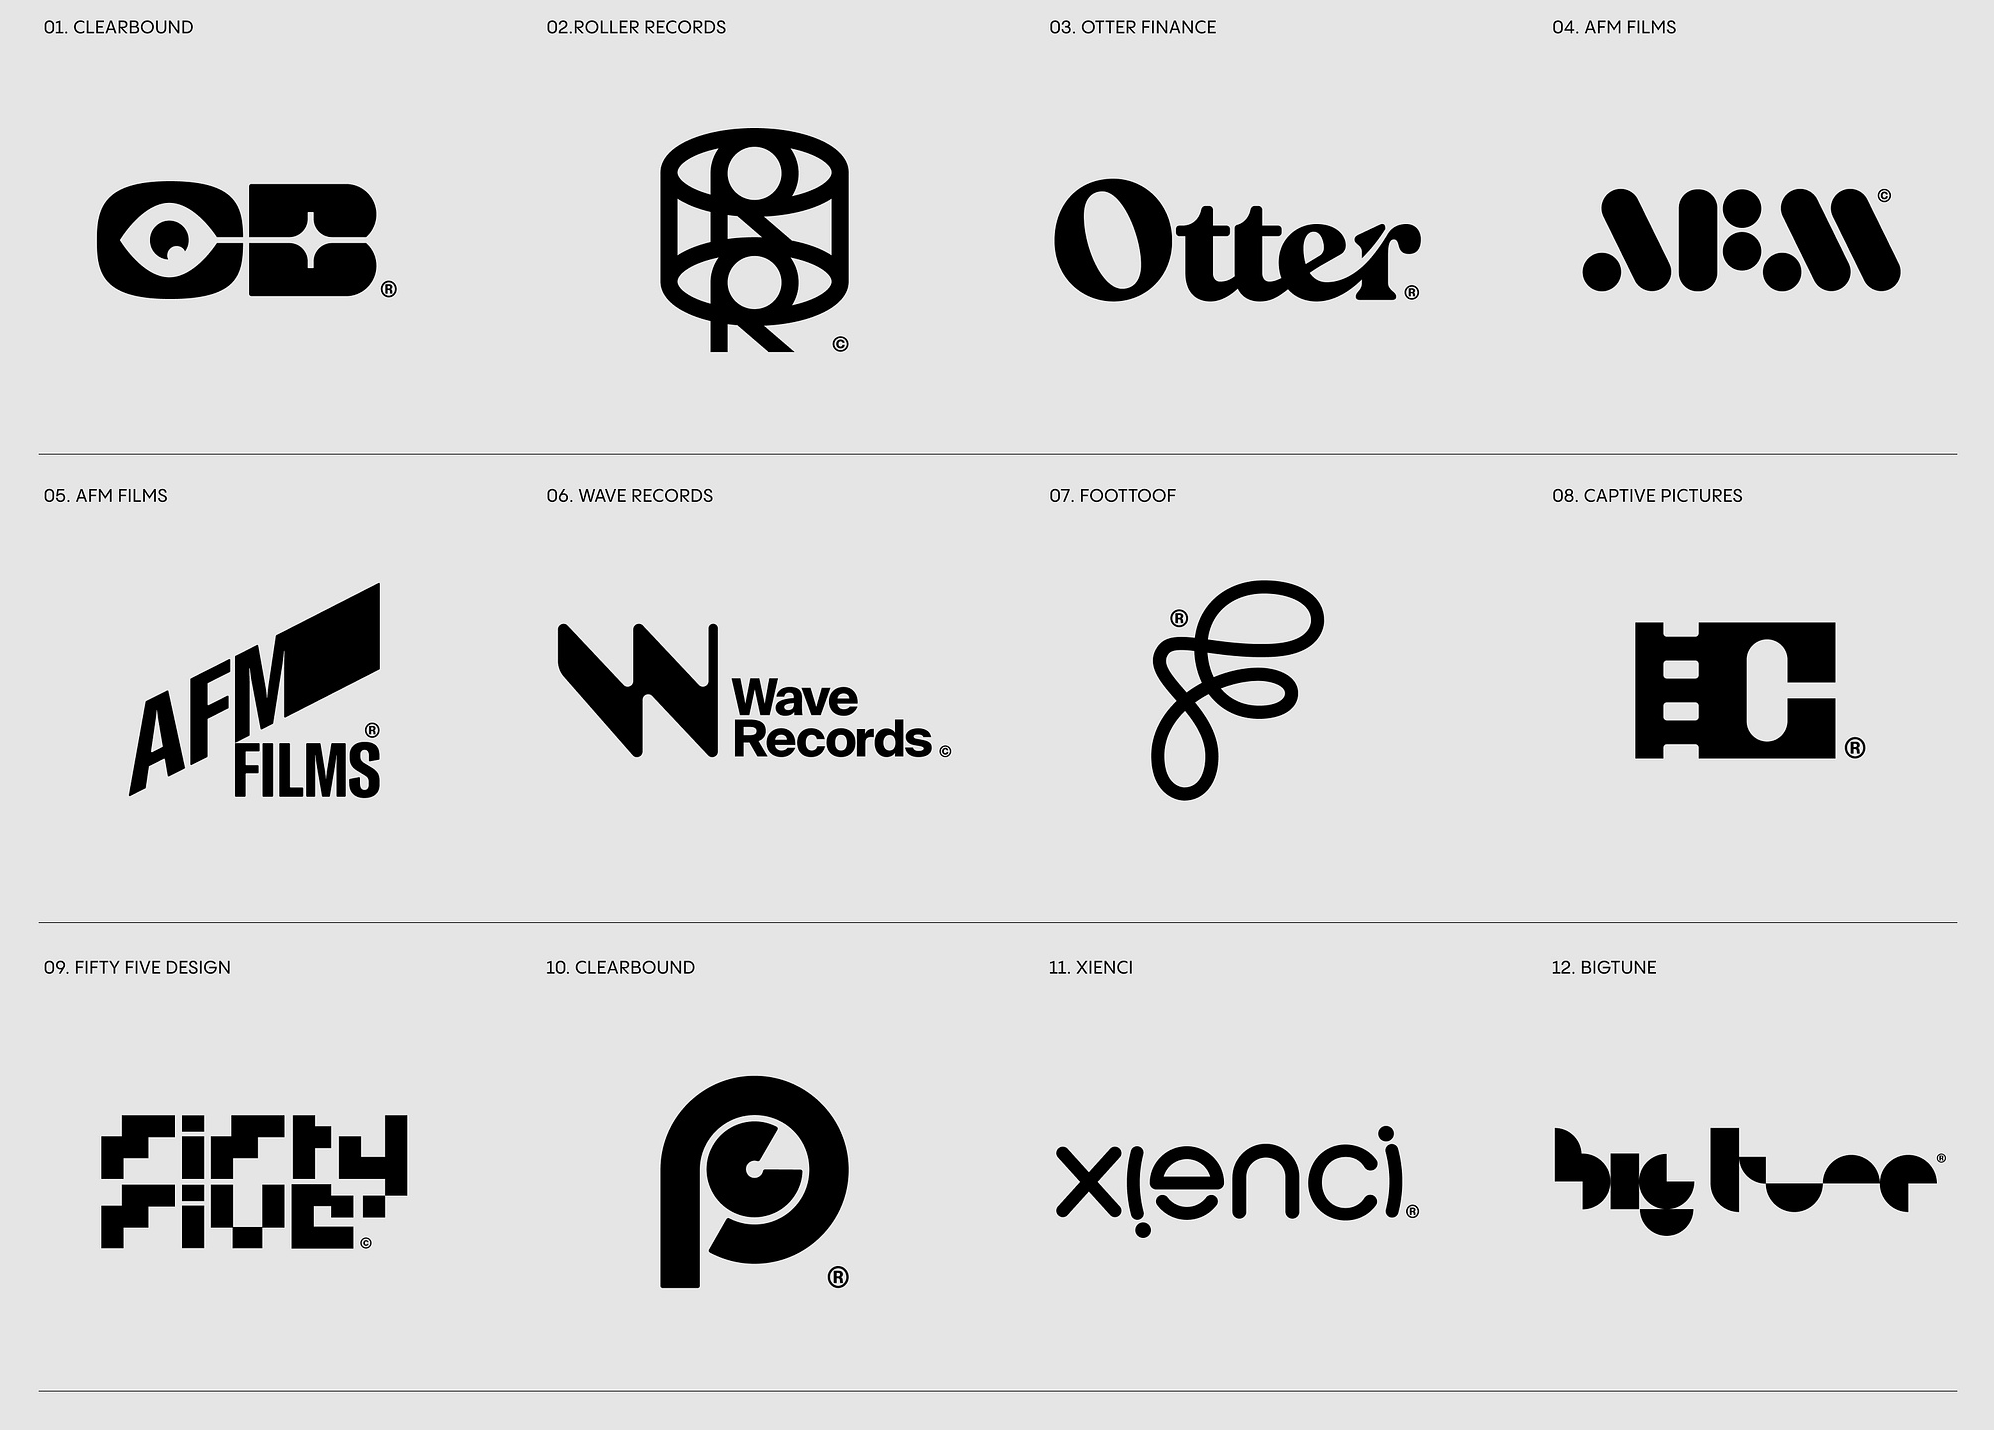 01. CLEARBOUND
02.ROLLER RECORDS
03. OTTER FINANCE
04. AFM FILMS
CB®
R
R
©
Otter®
AFM©
05. AFM FILMS
06. WAVE RECORDS
07. FOOTTOOF
08. CAPTIVE PICTURES
AFM
FILMS®
W
Wave
Records©
®
C®
09. FIFTY FIVE DESIGN
10. CLEARBOUND
11. XIENCI
12. BIGTUNE
fifty
five©
®
xienci®
big tune®